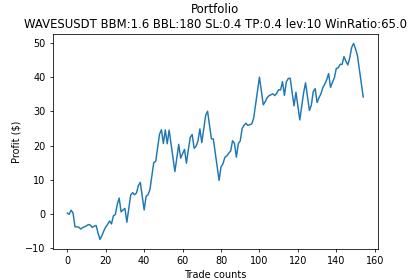 Portfolio
WAVESUSDT BBM:1.6 BBL:180 SL:0.4 TP:0.4 lev:10 WinRatio:65.0
50
40
30
20
10
0
−10
Profit ($)
0 20 40 60 80 100 120 140 160
Trade counts